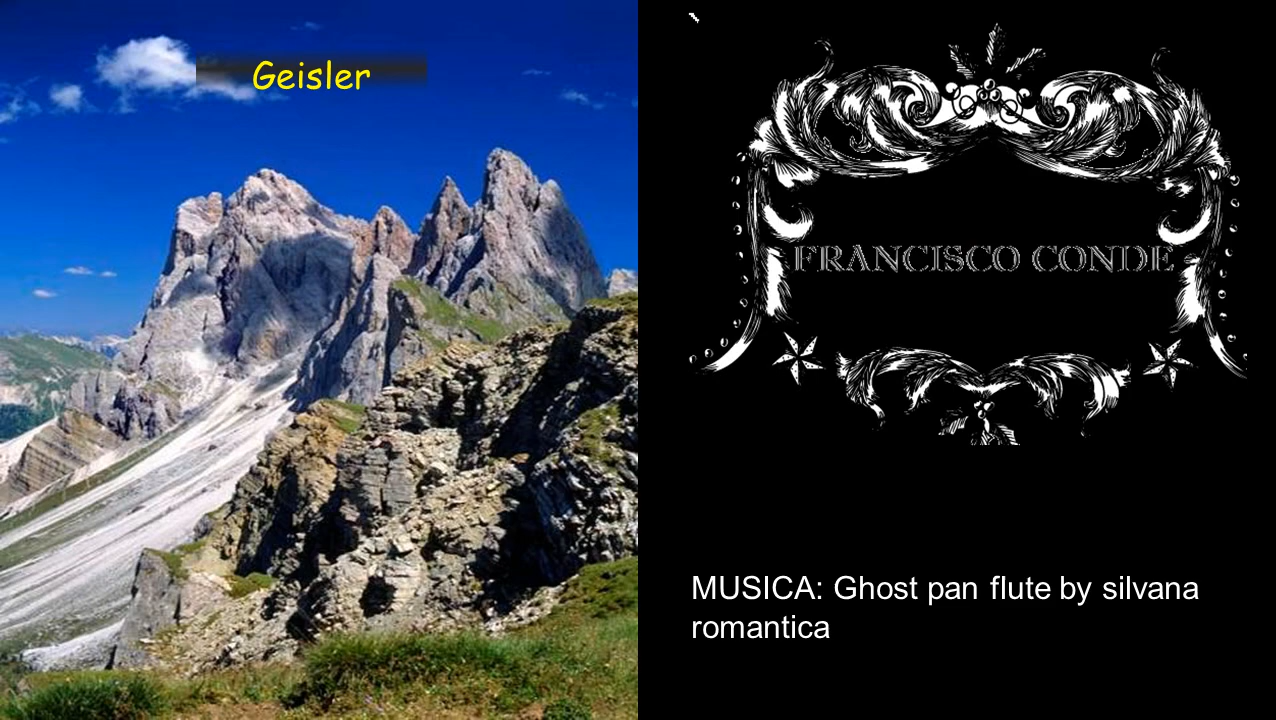 Geisler
FRANCISCO CONDE
MUSICA: Ghost pan flute by silvana
romantica